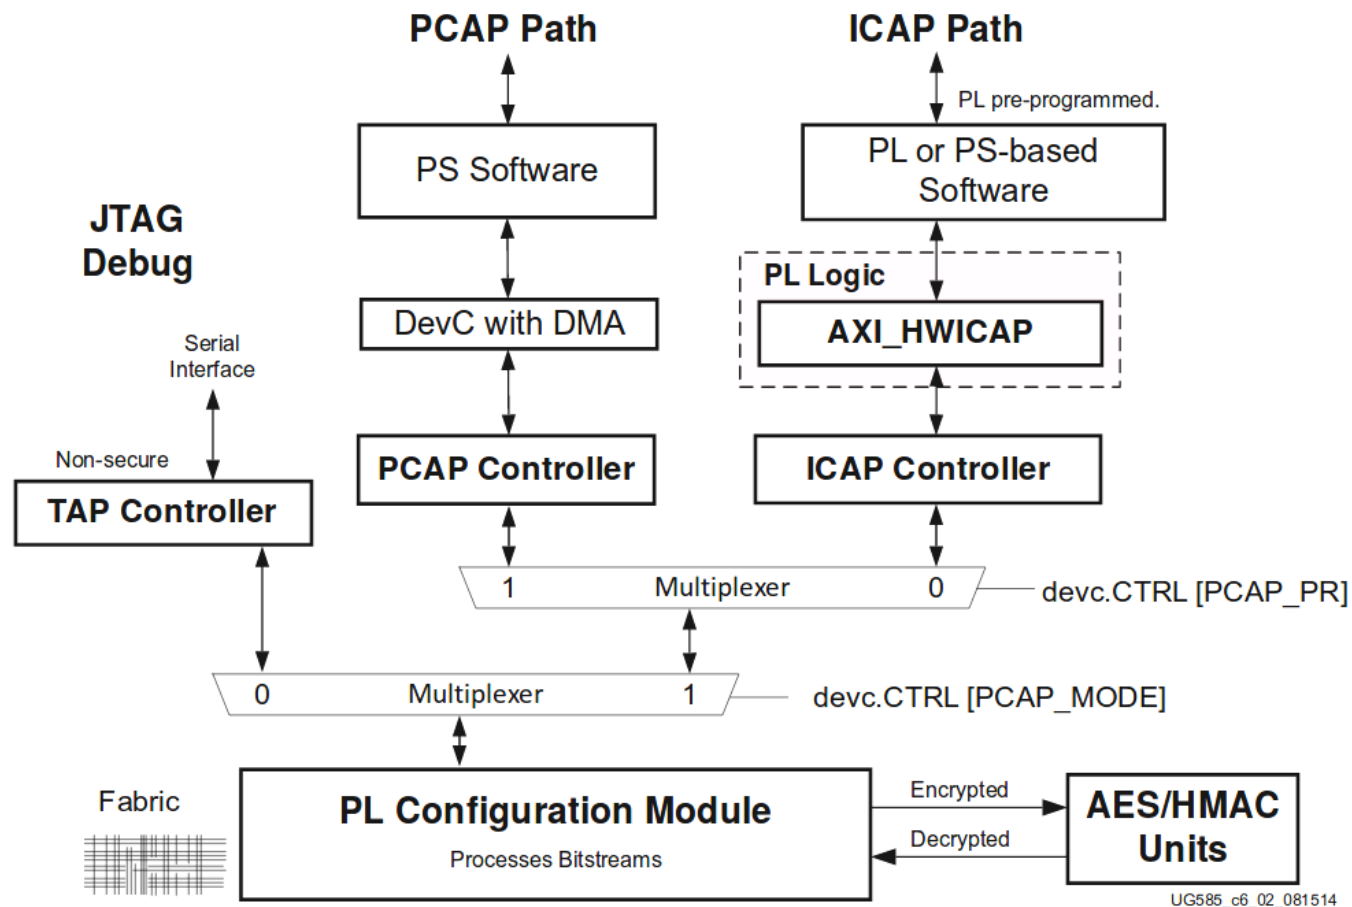 PCAP Path
ICAP Path
PL pre-programmed.
PS Software
PL or PS-based
Software
JTAG
Debug
PL Logic
DevC with DMA
AXI_HWICAP
Serial
Interface
Non-secure
PCAP Controller
ICAP Controller
TAP Controller
1 Multiplexer 0
devc.CTRL [PCAP_PR]
0 Multiplexer 1
devc.CTRL [PCAP_MODE]
Fabric
PL Configuration Module
Processes Bitstreams
Encrypted
Decrypted
AES/HMAC
Units
UG585_c6_02_081514